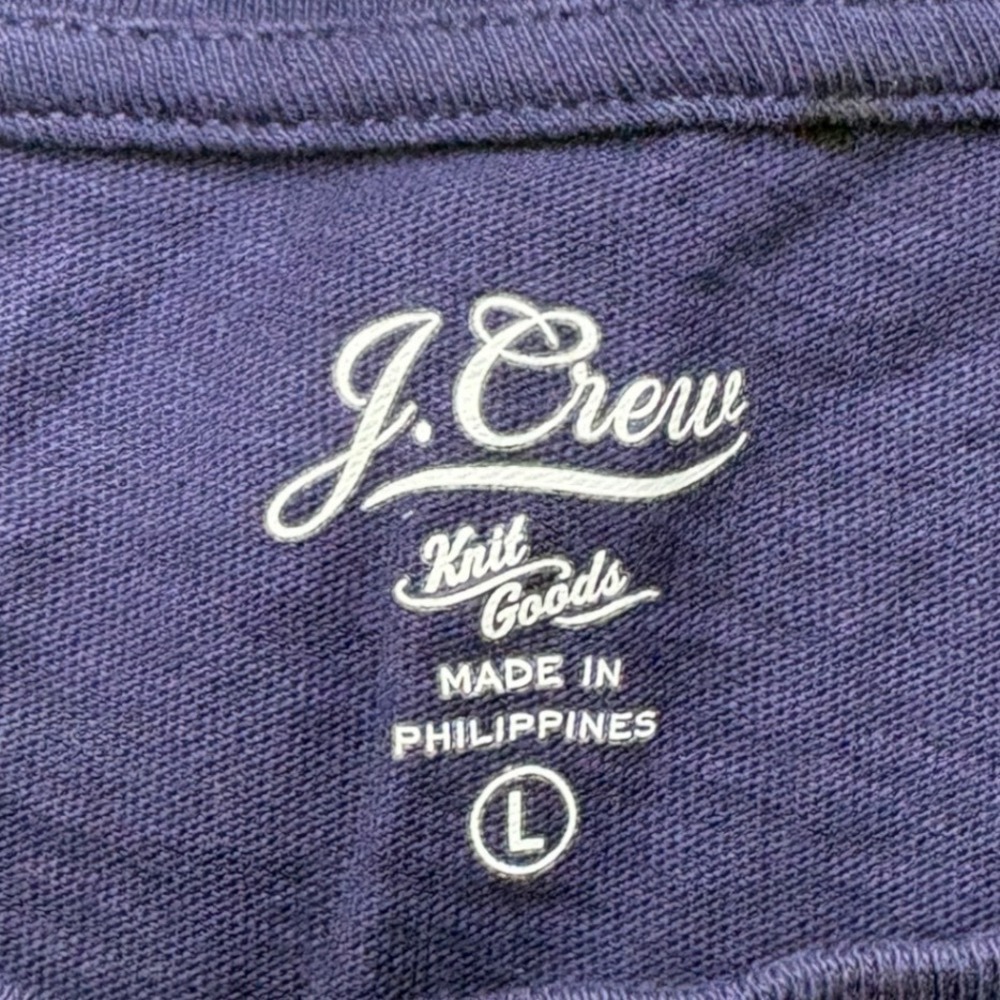 J.Crew
Knit
Goods
MADE IN
PHILIPPINES
L